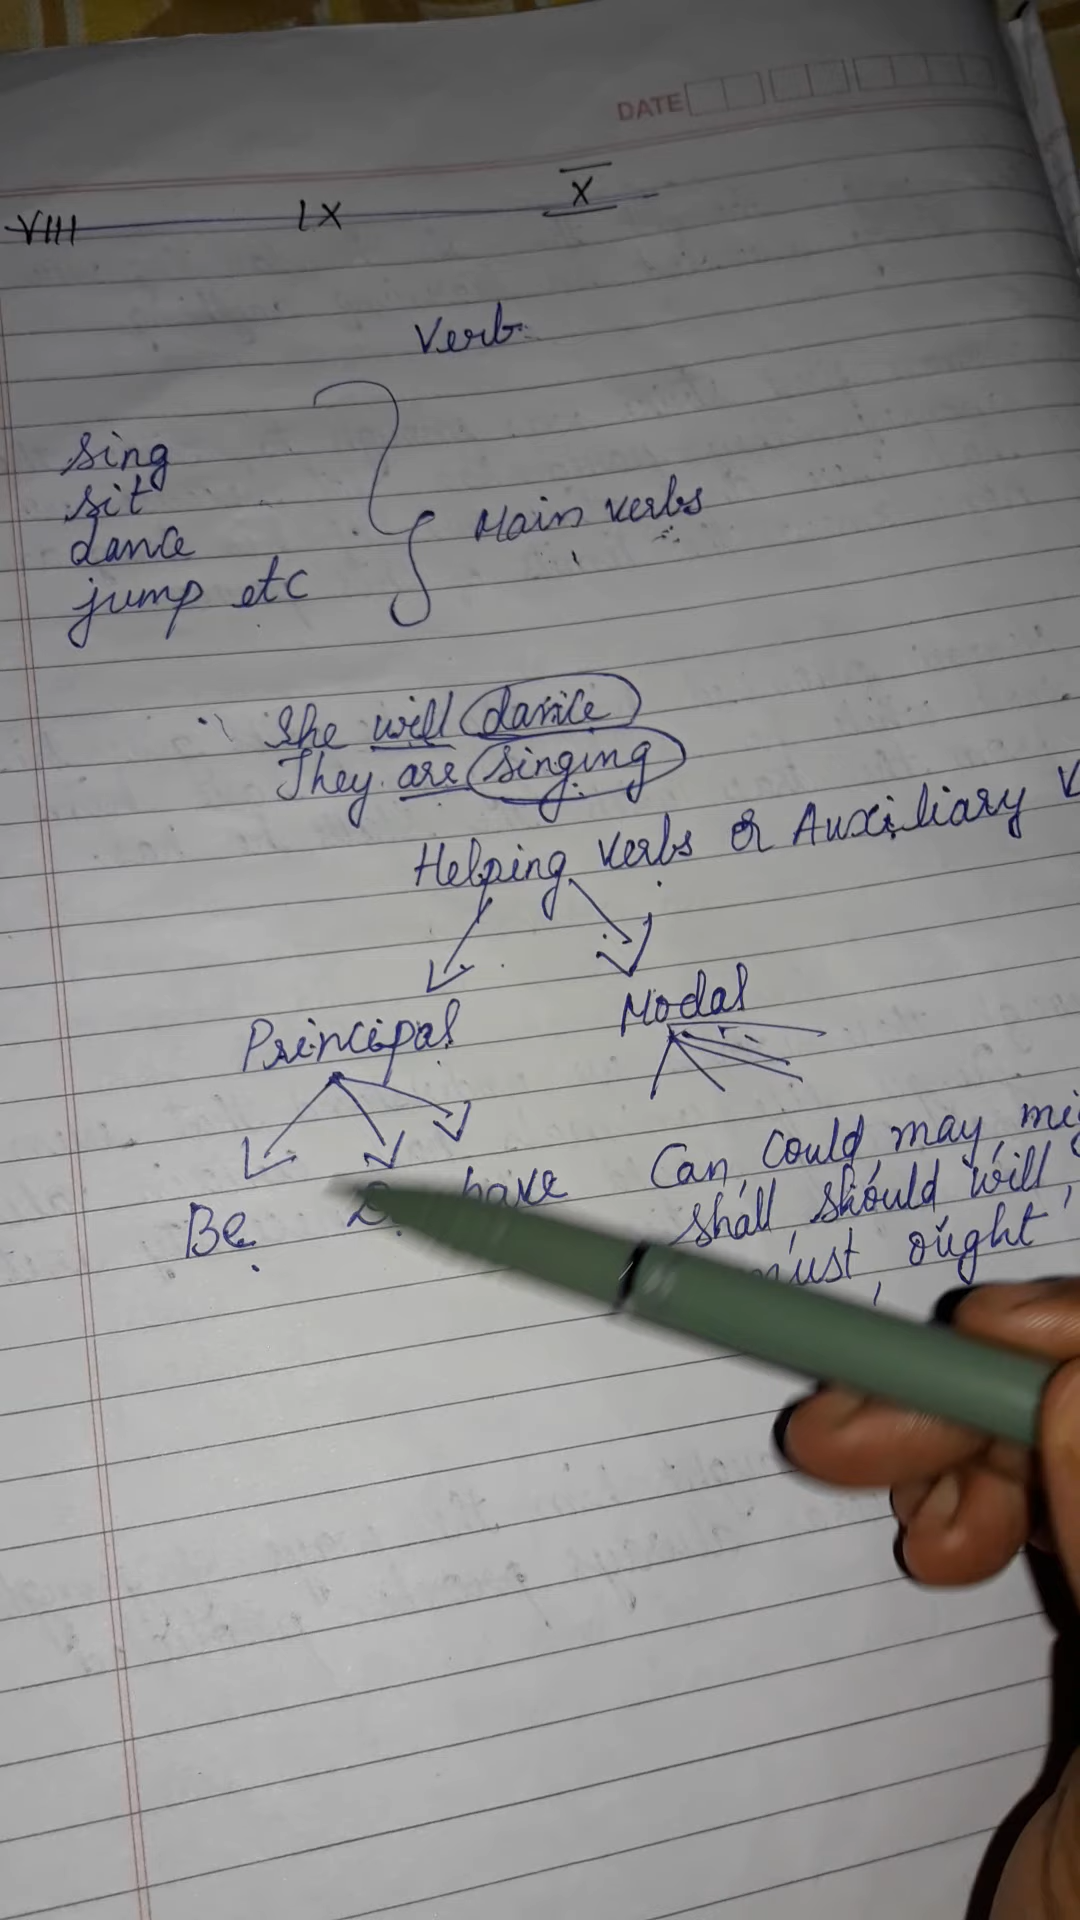 DATE
VIII IX X
Verb
sing
sit
dance
jump etc
Main verbs
She will dance
They are singing
Helping verbs or Auxiliary
Principal Modal
Be have
Can, could, may,
shall, should, will,
must, ought